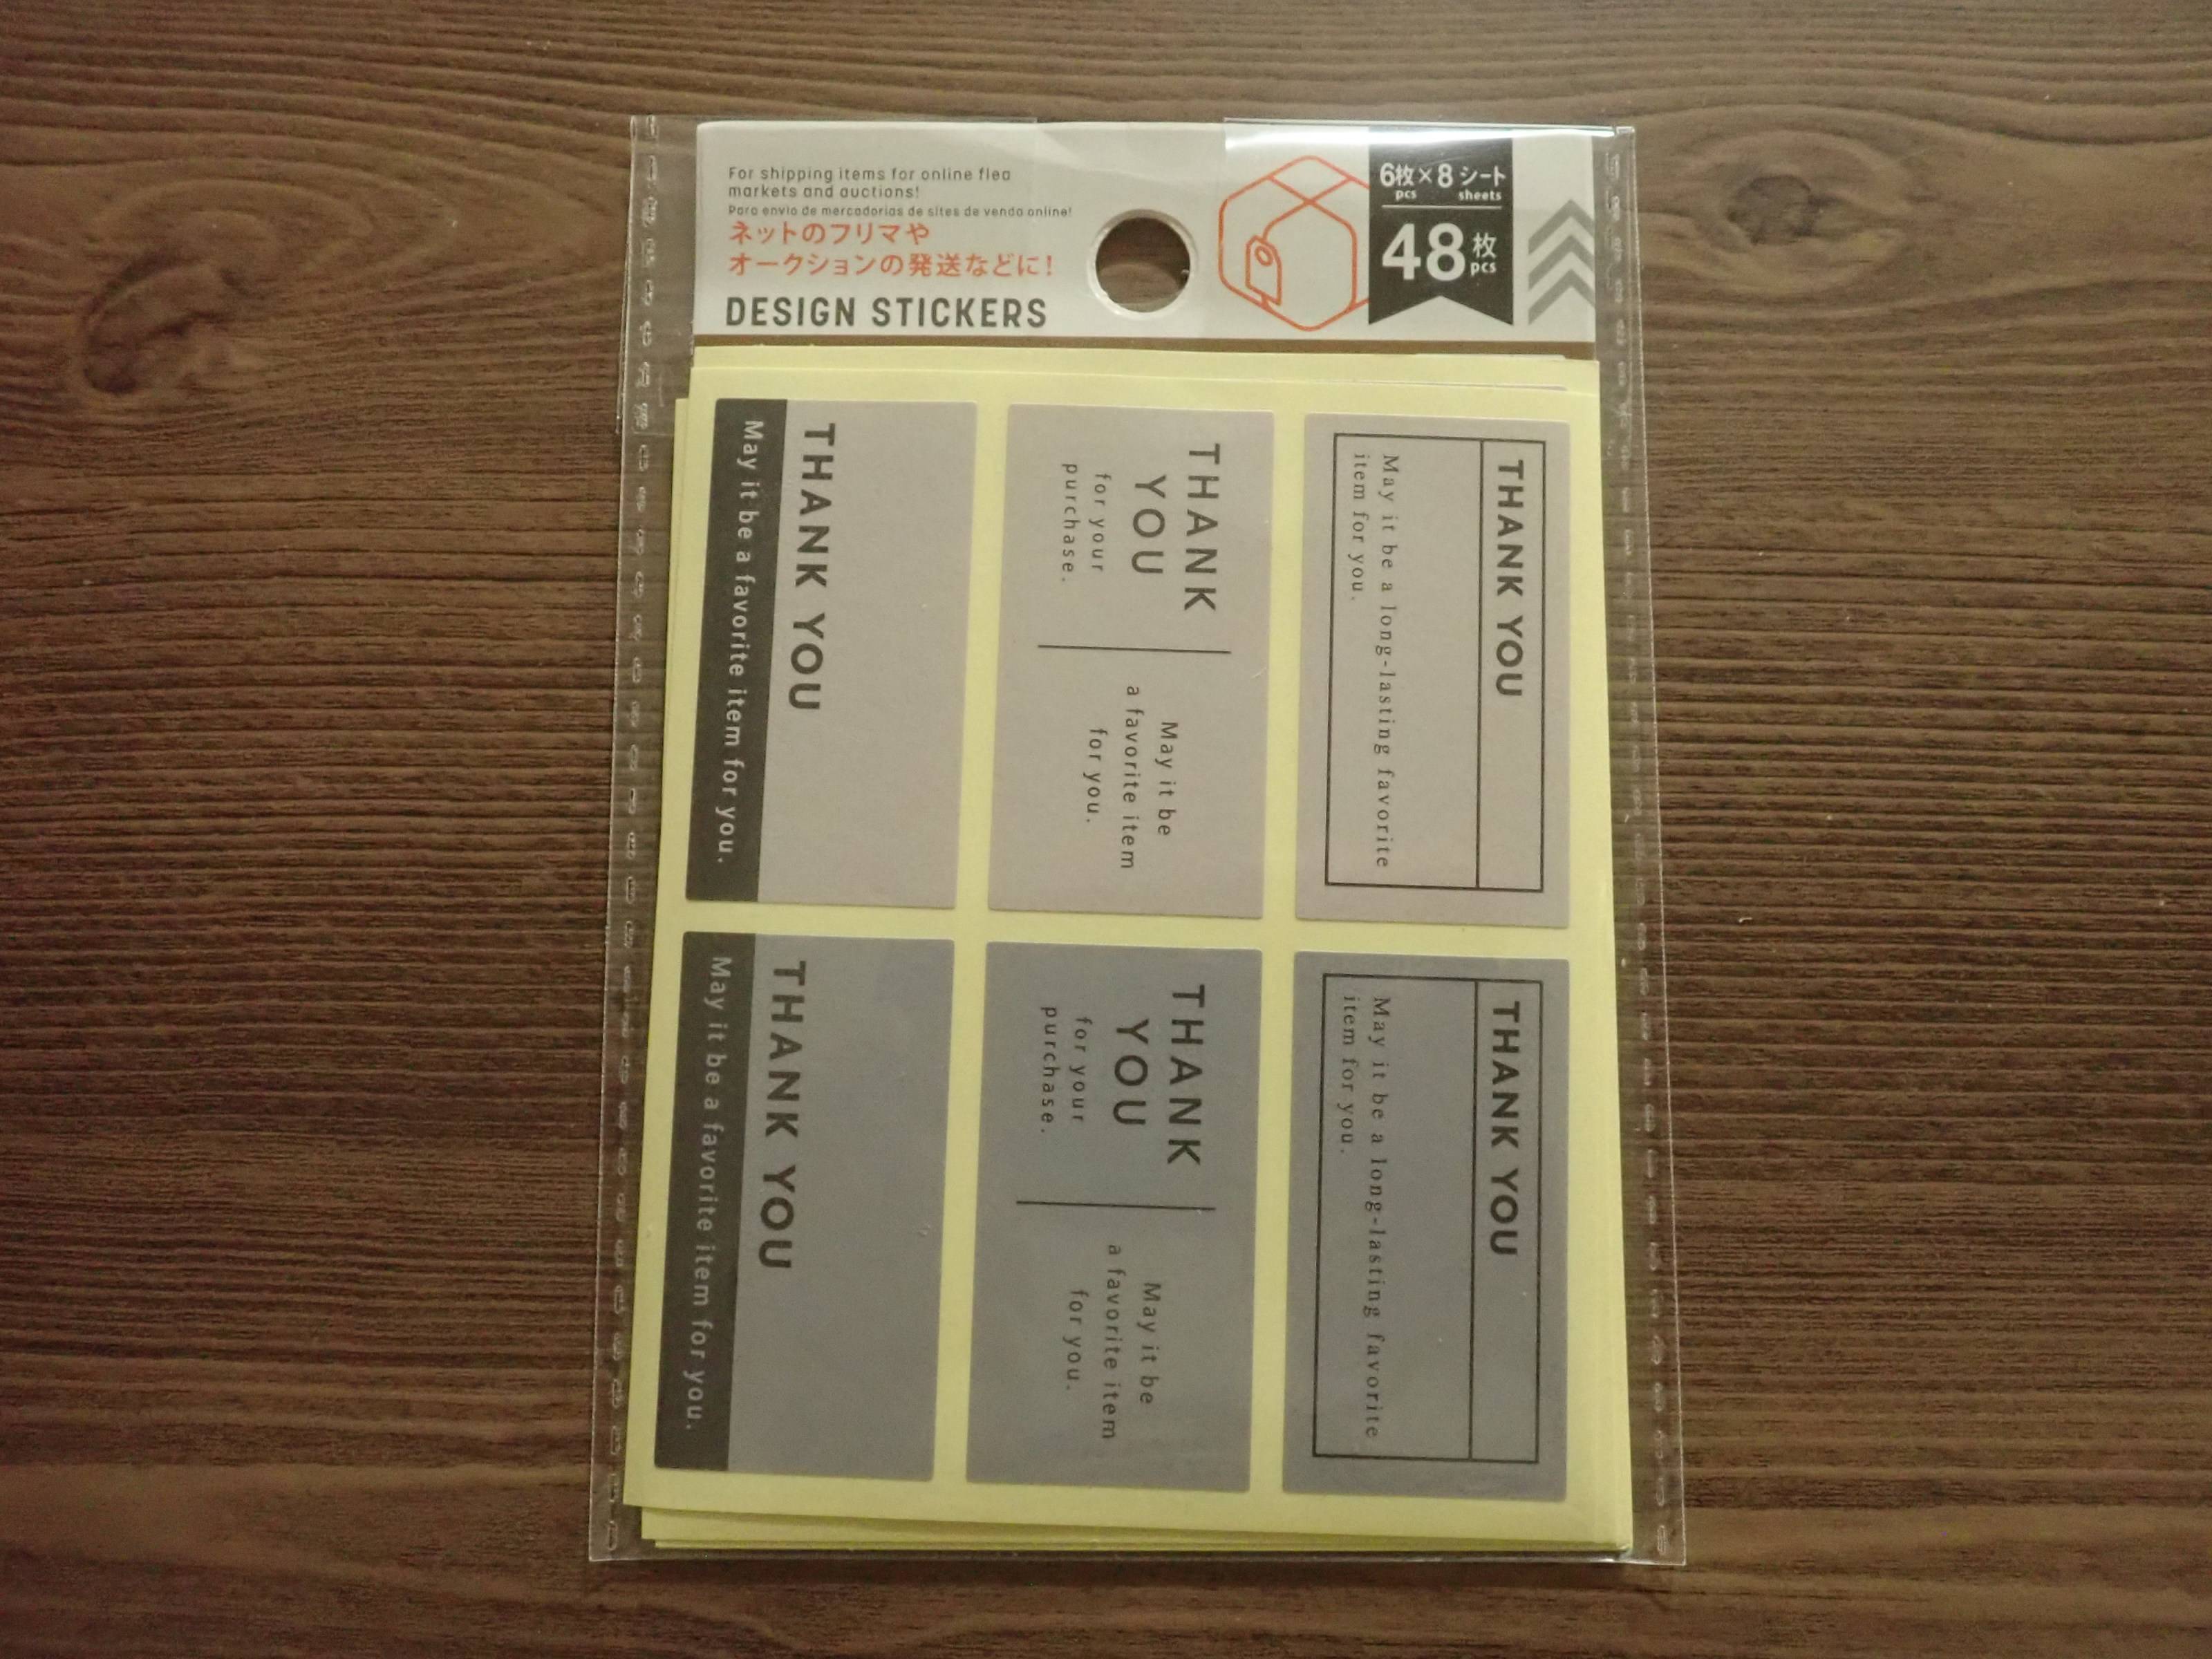 For shipping items for online flea
markets and auctions!
Para envio de mercadorias de sites de venda online!
ネットのフリマや
オークションの発送などに!
DESIGN STICKERS
6枚×8シート
pcs sheets
48枚
pcs
THANK YOU
May it be a favorite item for you.
THANK
YOU
for your
purchase.
May it be
a favorite item
for you.
THANK YOU
May it be a long-lasting favorite
item for you.
THANK YOU
May it be a favorite item for you.
THANK
YOU
for your
purchase.
May it be
a favorite item
for you.
THANK YOU
May it be a long-lasting favorite
item for you.